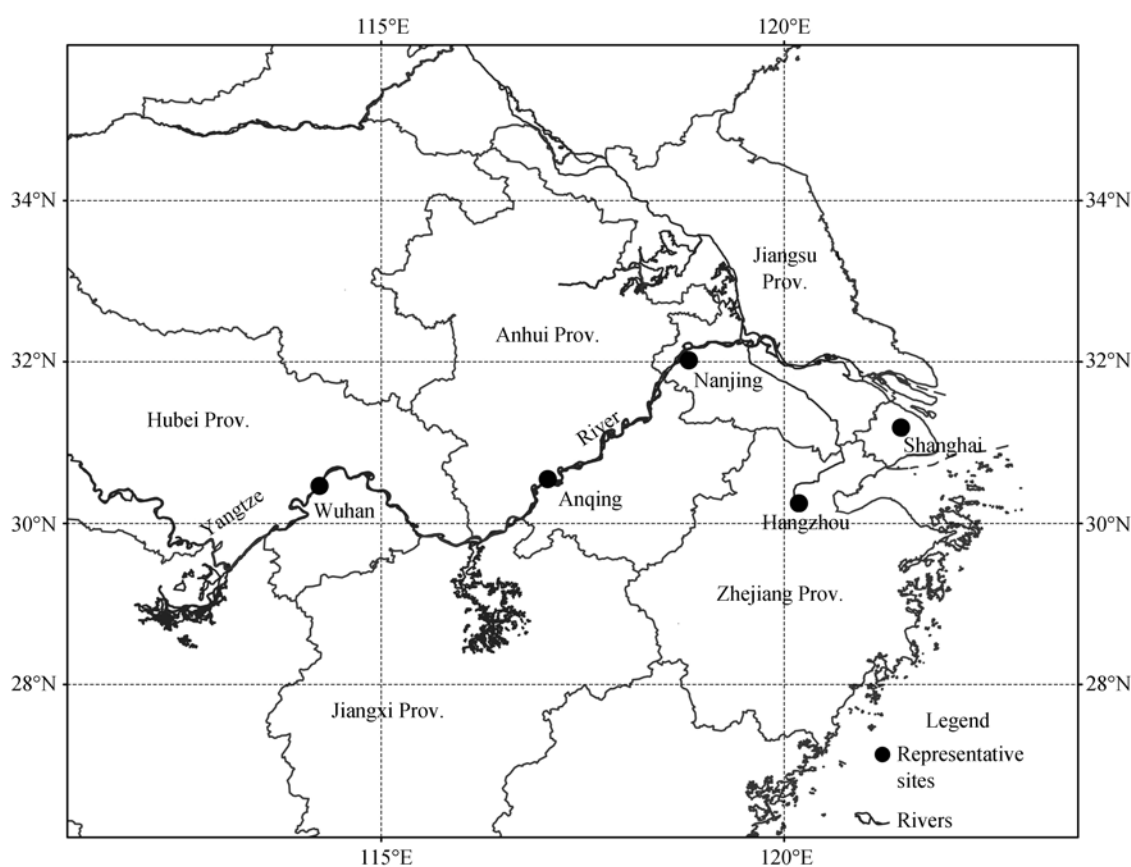 115°E
120°E
34°N
34°N
Jiangsu
Prov.
Anhui Prov.
32°N
32°N
Nanjing
Hubei Prov.
River
Shanghai
Yangtze
Wuhan
Anqing
Hangzhou
30°N
30°N
Zhejiang Prov.
28°N
28°N
Jiangxi Prov.
Legend
Representative
sites
Rivers
115°E
120°E